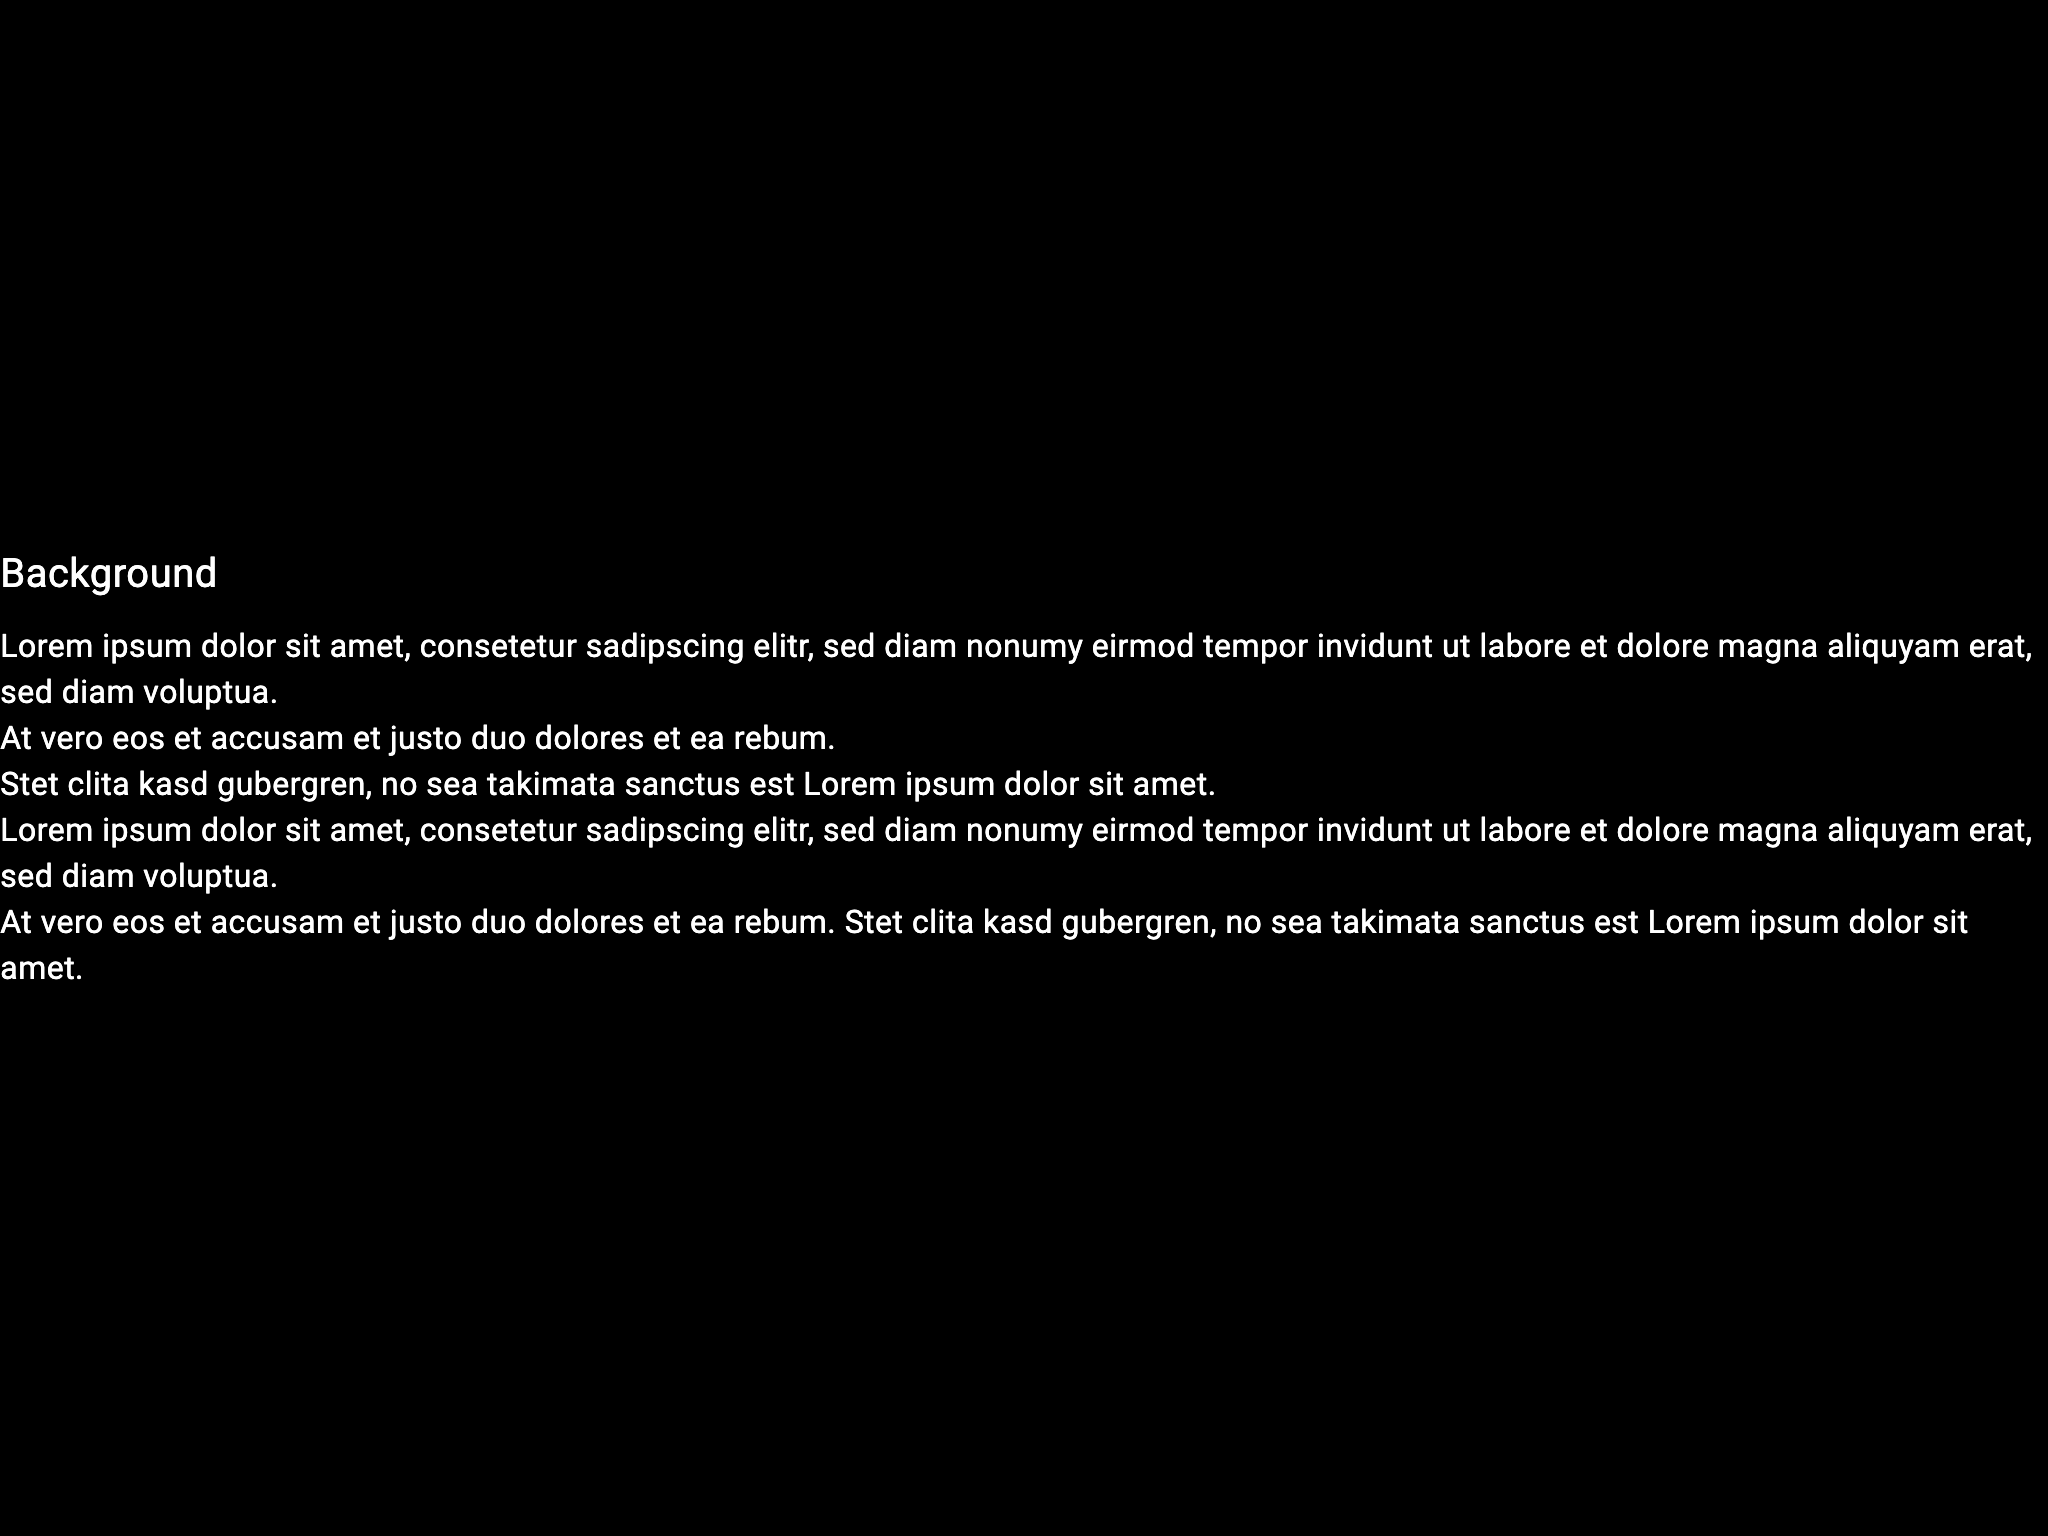 Background
Lorem ipsum dolor sit amet, consetetur sadipscing elitr, sed diam nonumy eirmod tempor invidunt ut labore et dolore magna aliquyam erat,
sed diam voluptua.
At vero eos et accusam et justo duo dolores et ea rebum.
Stet clita kasd gubergren, no sea takimata sanctus est Lorem ipsum dolor sit amet.
Lorem ipsum dolor sit amet, consetetur sadipscing elitr, sed diam nonumy eirmod tempor invidunt ut labore et dolore magna aliquyam erat,
sed diam voluptua.
At vero eos et accusam et justo duo dolores et ea rebum. Stet clita kasd gubergren, no sea takimata sanctus est Lorem ipsum dolor sit
amet.